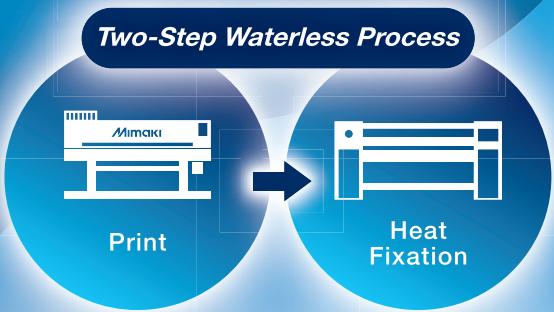 Two-Step Waterless Process
Mimaki
Print
Heat
Fixation